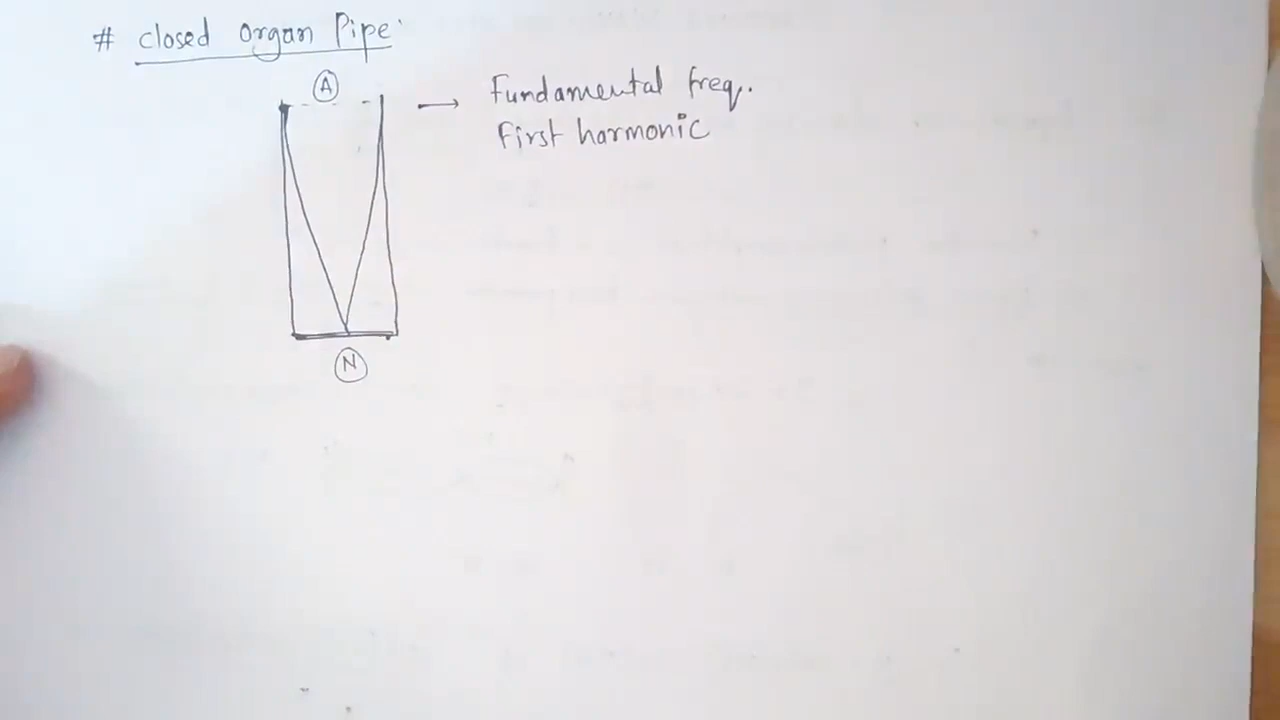 # closed organ Pipe
A
Fundamental freq.
First harmonic
N